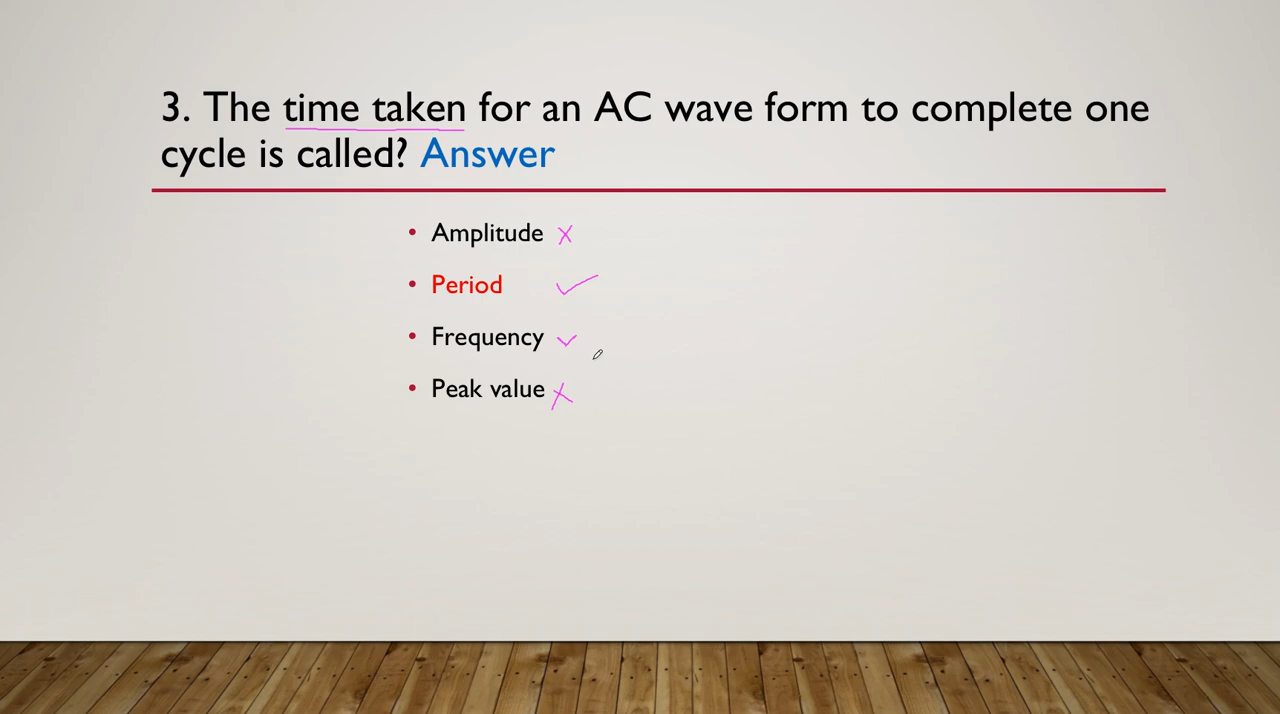 3. The time taken for an AC wave form to complete one
cycle is called? Answer
• Amplitude
• Period
• Frequency
• Peak value